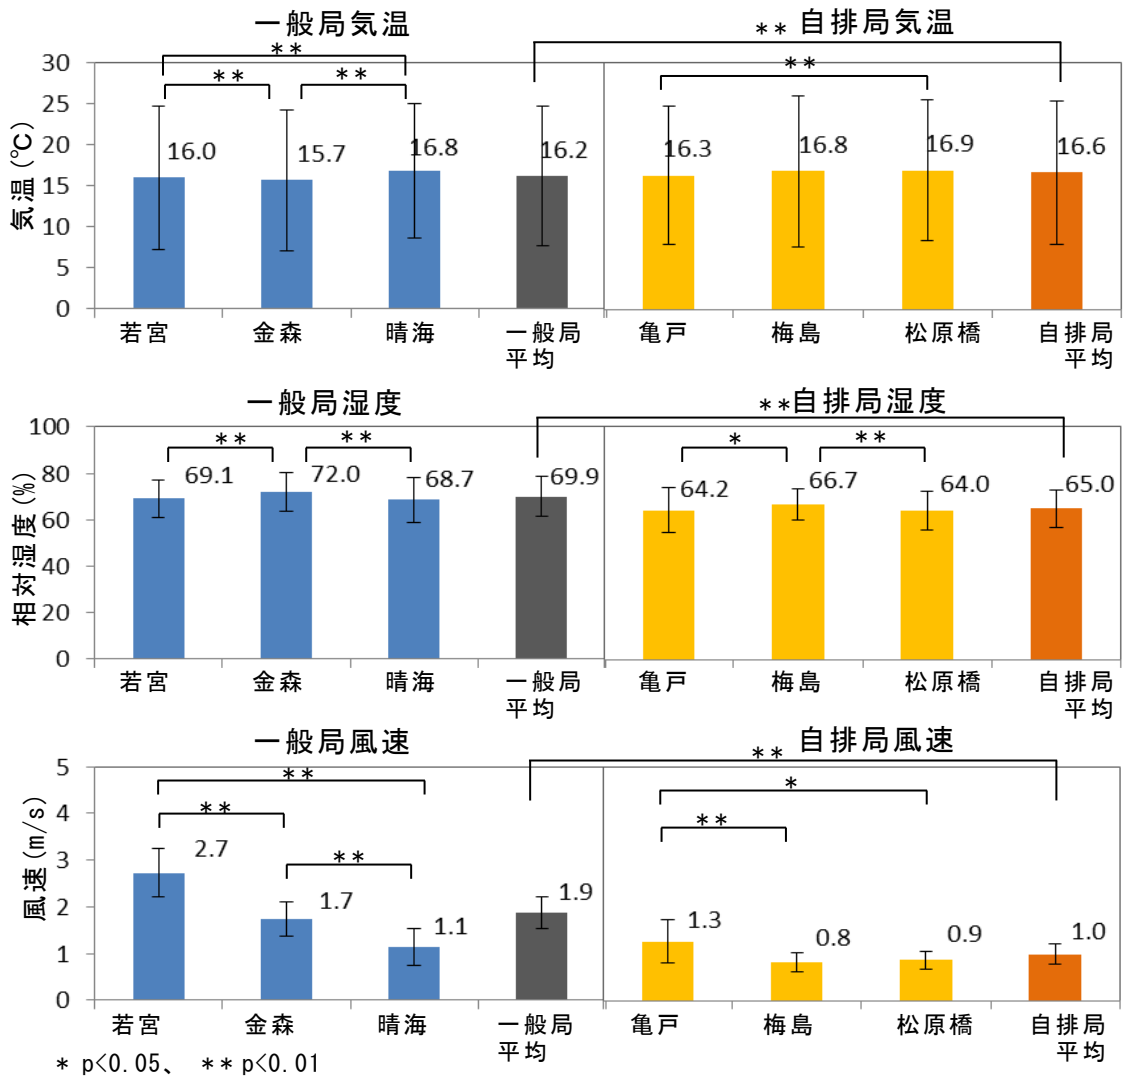 一般局気温
** 自排局気温
**
** **
**
気温(℃)
30
25
20
15
10
5
0
16.0 15.7 16.8 16.2 16.3 16.8 16.9 16.6
若宮 金森 晴海 一般局平均 亀戸 梅島 松原橋 自排局平均
一般局湿度
**自排局湿度
** ** * **
相対湿度(%)
100
80
60
40
20
0
69.1 72.0 68.7 69.9 64.2 66.7 64.0 65.0
若宮 金森 晴海 一般局平均 亀戸 梅島 松原橋 自排局平均
一般局風速
自排局風速
**
** *
** **
**
風速(m/s)
5
4
3
2
1
0
2.7 1.7 1.1 1.9 1.3 0.8 0.9 1.0
若宮 金森 晴海 一般局平均 亀戸 梅島 松原橋 自排局平均
* p<0.05、 ** p<0.01